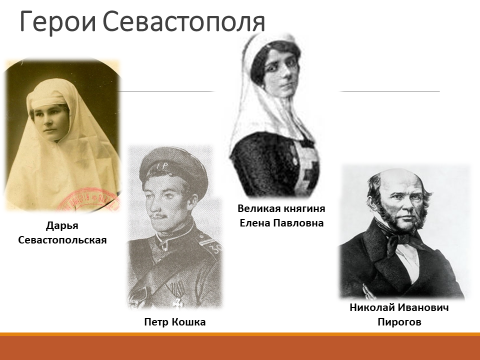 Герои Севастополя
Дарья
Севастопольская
Петр Кошка
Великая княгиня
Елена Павловна
Николай Иванович
Пирогов